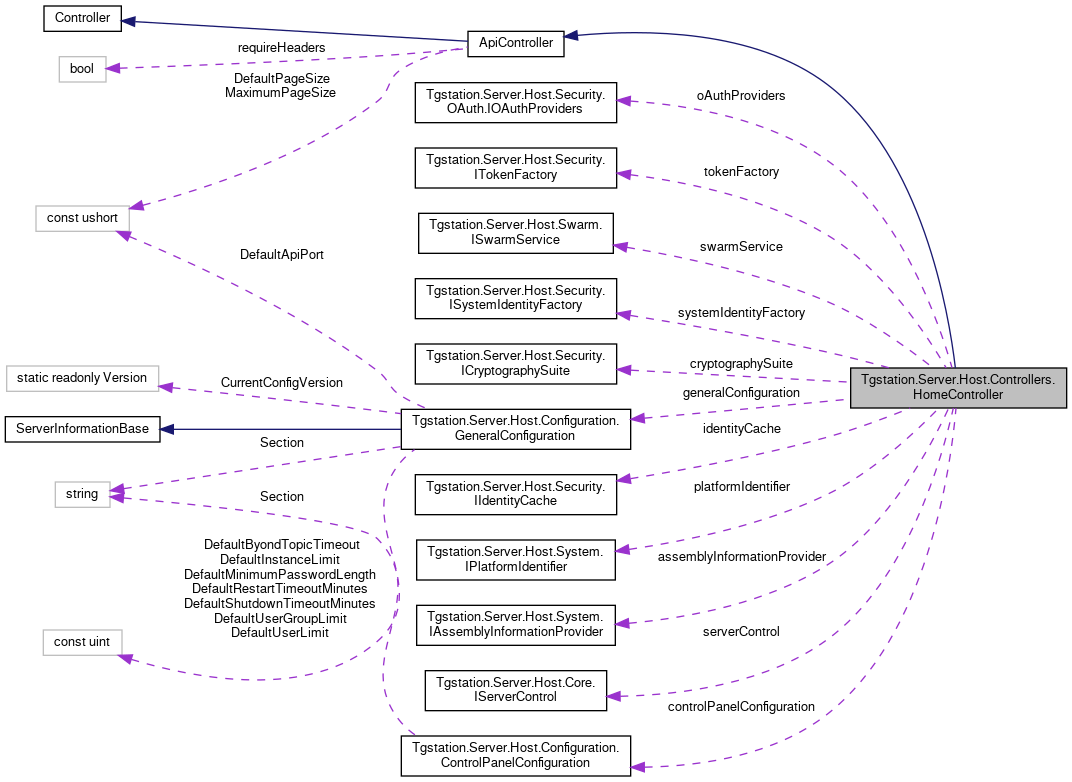 Controller
ApiController
requireHeaders
bool
DefaultPageSize
MaximumPageSize
Tgstation.Server.Host.Security.
OAuth.IOAuthProviders
oAuthProviders
Tgstation.Server.Host.Security.
ITokenFactory
tokenFactory
const ushort
Tgstation.Server.Host.Swarm.
ISwarmService
swarmService
DefaultApiPort
Tgstation.Server.Host.Security.
ISystemIdentityFactory
systemIdentityFactory
Tgstation.Server.Host.Security.
ICryptographySuite
cryptographySuite
static readonly Version
CurrentConfigVersion
generalConfiguration
Tgstation.Server.Host.Controllers.
HomeController
ServerInformationBase
Tgstation.Server.Host.Configuration.
GeneralConfiguration
identityCache
Section
string
Section
Tgstation.Server.Host.Security.
IIdentityCache
platformIdentifier
DefaultByondTopicTimeout
DefaultInstanceLimit
DefaultMinimumPasswordLength
DefaultRestartTimeoutMinutes
DefaultShutdownTimeoutMinutes
DefaultUserGroupLimit
DefaultUserLimit
Tgstation.Server.Host.System.
IPlatformIdentifier
assemblyInformationProvider
Tgstation.Server.Host.System.
IAssemblyInformationProvider
serverControl
const uint
Tgstation.Server.Host.Core.
IServerControl
controlPanelConfiguration
Tgstation.Server.Host.Configuration.
ControlPanelConfiguration